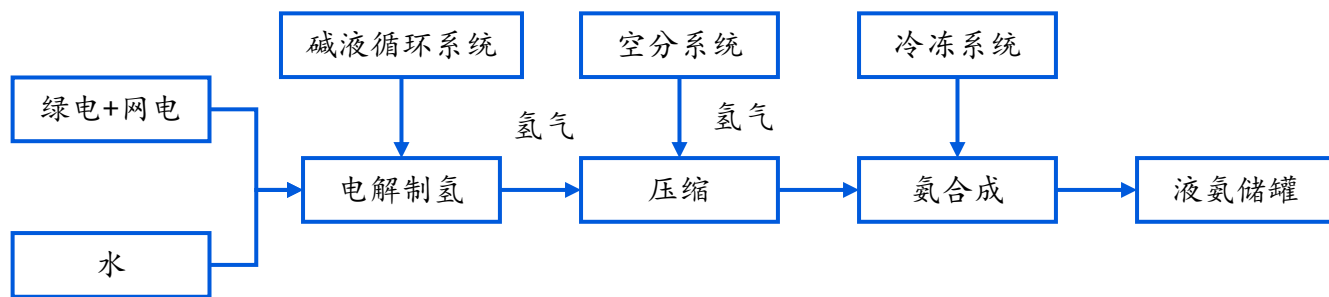 碱液循环系统
空分系统
冷冻系统
绿电+网电
氢气
氢气
电解制氢
压缩
氨合成
液氨储罐
水